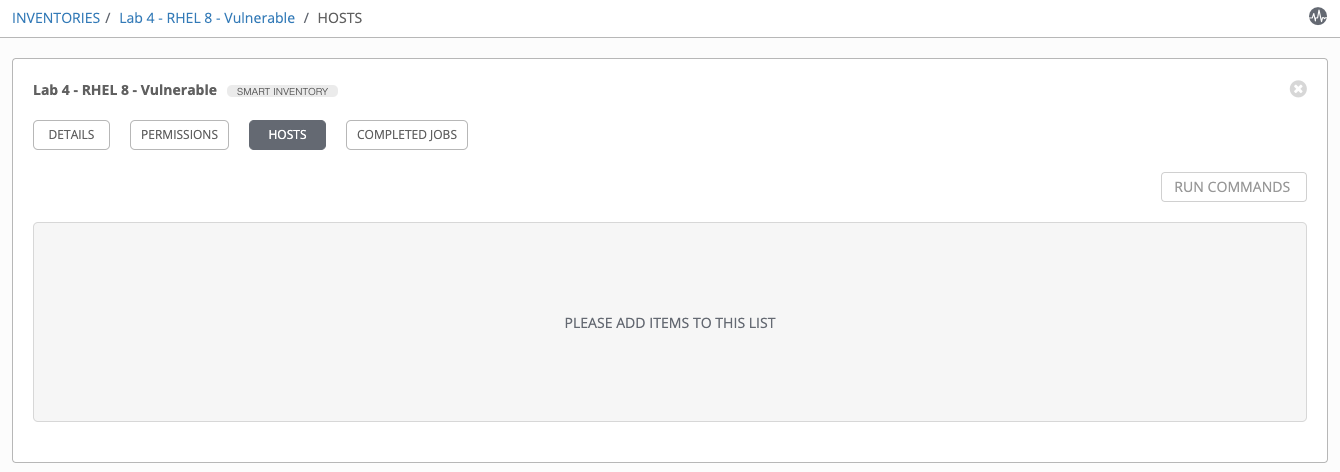 INVENTORIES / Lab 4 - RHEL 8 - Vulnerable / HOSTS
Lab 4 - RHEL 8 - Vulnerable SMART INVENTORY
DETAILS PERMISSIONS HOSTS COMPLETED JOBS
RUN COMMANDS
PLEASE ADD ITEMS TO THIS LIST